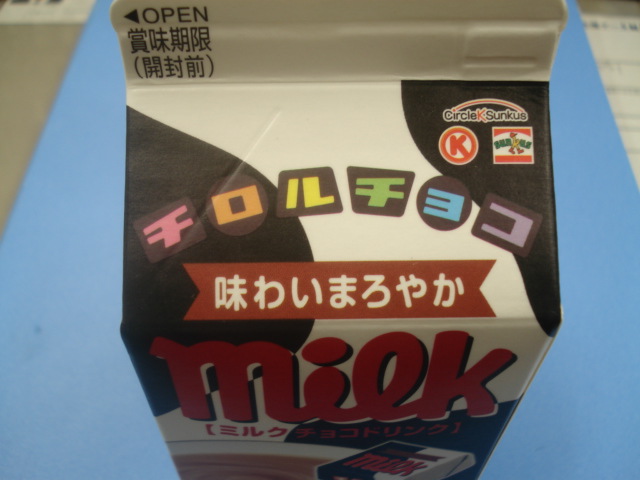 ◀OPEN
賞味期限
(開封前)
CircleKSunkus
K
SUNKUS
チロルチョコ
味わいまろやか
milk
[ミルク チョコドリンク]
milk